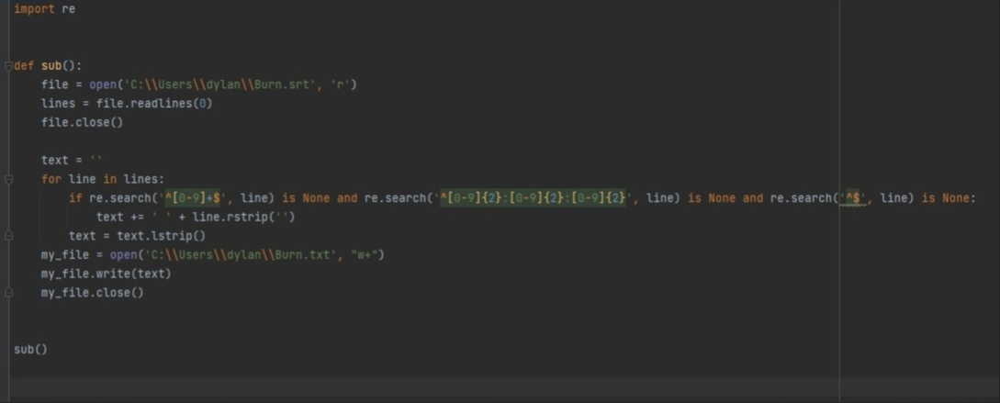 import re
def sub():
    file = open('C:\\Users\\dylan\\Burn.srt', 'r')
    lines = file.readlines(0)
    file.close()
    text = ''
    for line in lines:
        if re.search('^[0-9]+$', line) is None and re.search('^[0-9]{2}:[0-9]{2}:[0-9]{2}', line) is None and re.search('^$', line) is None:
            text += ' ' + line.rstrip('')
        text = text.lstrip()
    my_file = open('C:\\Users\\dylan\\Burn.txt', "w+")
    my_file.write(text)
    my_file.close()
sub()